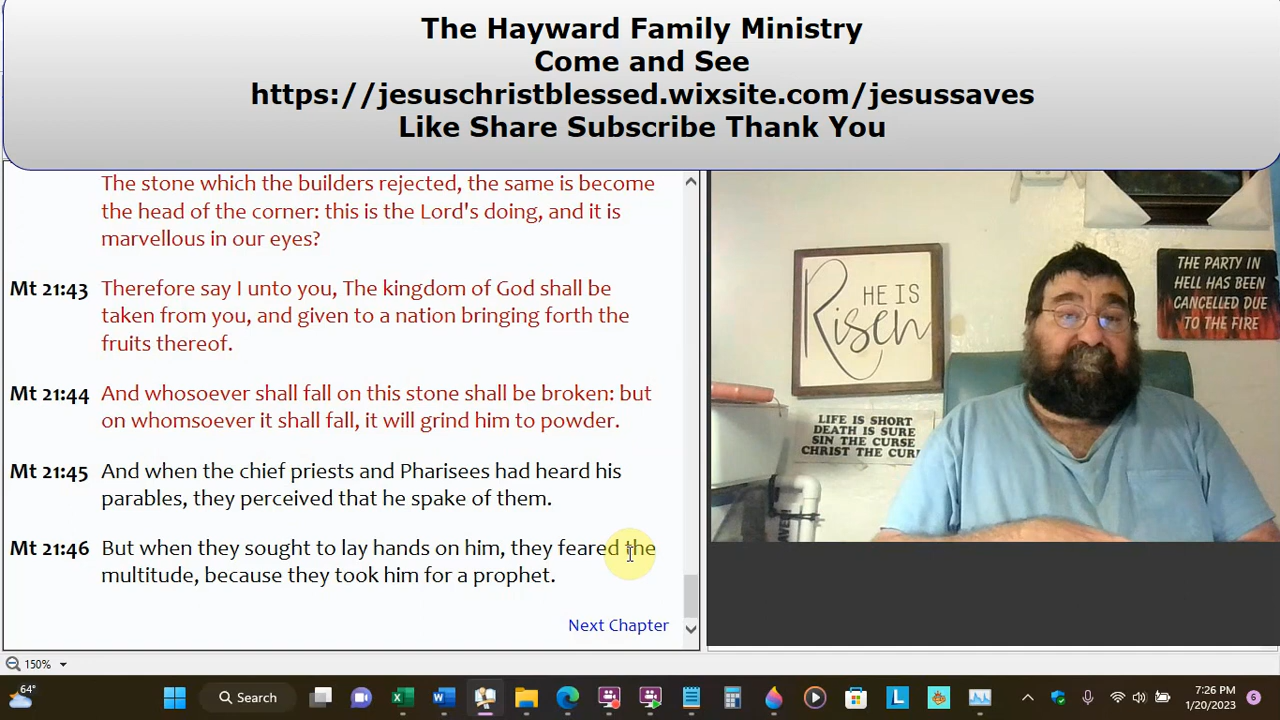 The Hayward Family Ministry
Come and See
https://jesuschristblessed.wixsite.com/jesussaves
Like Share Subscribe Thank You
The stone which the builders rejected, the same is become
the head of the corner: this is the Lord's doing, and it is
marvellous in our eyes?
Mt 21:43 Therefore say I unto you, The kingdom of God shall be
taken from you, and given to a nation bringing forth the
fruits thereof.
Mt 21:44 And whosoever shall fall on this stone shall be broken: but
on whomsoever it shall fall, it will grind him to powder.
Mt 21:45 And when the chief priests and Pharisees had heard his
parables, they perceived that he spake of them.
Mt 21:46 But when they sought to lay hands on him, they feared the
multitude, because they took him for a prophet.
Next Chapter
150%
HE IS
Risen
THE PARTY IN
HELL HAS BEEN
CANCELLED DUE
TO THE FIRE
LIFE IS SHORT
DEATH IS SURE
SIN THE CURSE
CHRIST THE CUR
64°
Search
L
7:26 PM
1/20/2023
6